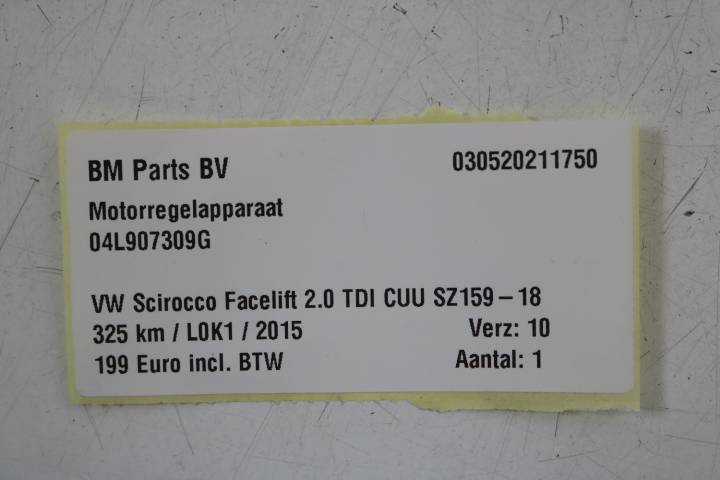 BM Parts BV 030520211750
Motorregelapparaat
04L907309G
VW Scirocco Facelift 2.0 TDI CUU SZ159-18
325 km / L0K1 / 2015 Verz: 10
199 Euro incl. BTW Aantal: 1